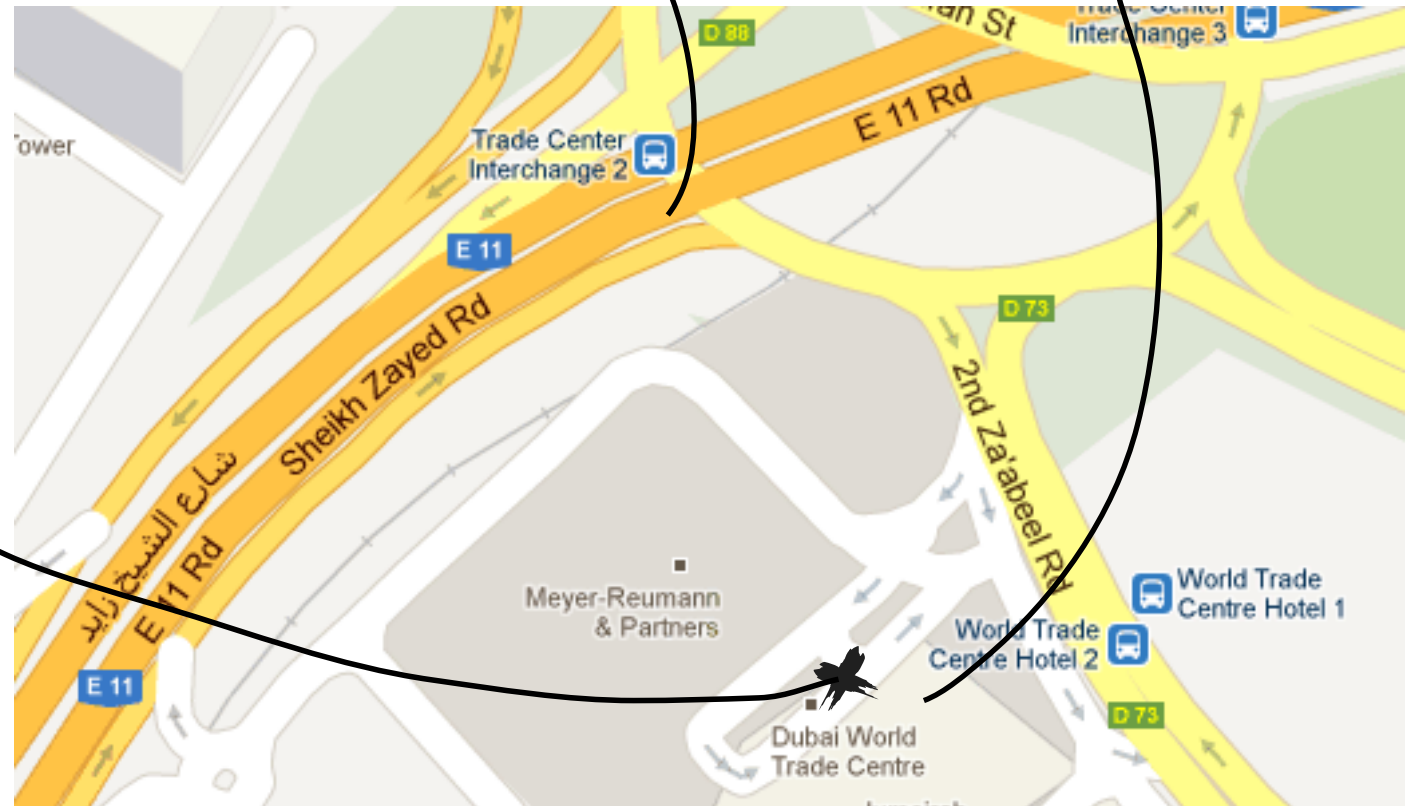 D 88
an St
Trade Center
Interchange 3
E 11 Rd
Trade Center
Interchange 2
Tower
E 11
D 73
Sheikh Zayed Rd
2nd Za'abeel Rd
شارع الشيخ زايد
E 11 Rd
Meyer-Reumann
& Partners
World Trade
Centre Hotel 1
World Trade
Centre Hotel 2
E 11
D 73
Dubai World
Trade Centre